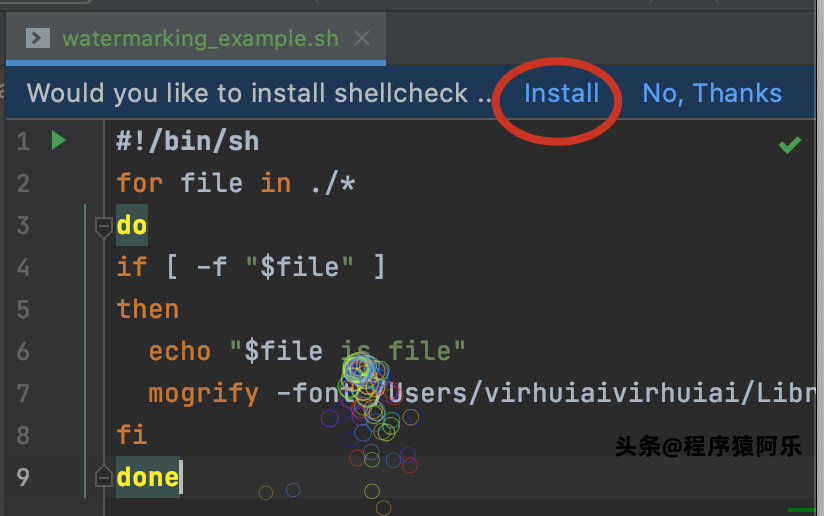 watermarking_example.sh
Would you like to install shellcheck .. Install No, Thanks
1 #!/bin/sh
2 for file in ./*
3 do
4 if [ -f "$file" ]
5 then
6 echo "$file is file"
7 mogrify -font /Users/virhuiaivirhuiai/Libr
8 fi
头条@程序猿阿乐
9 done